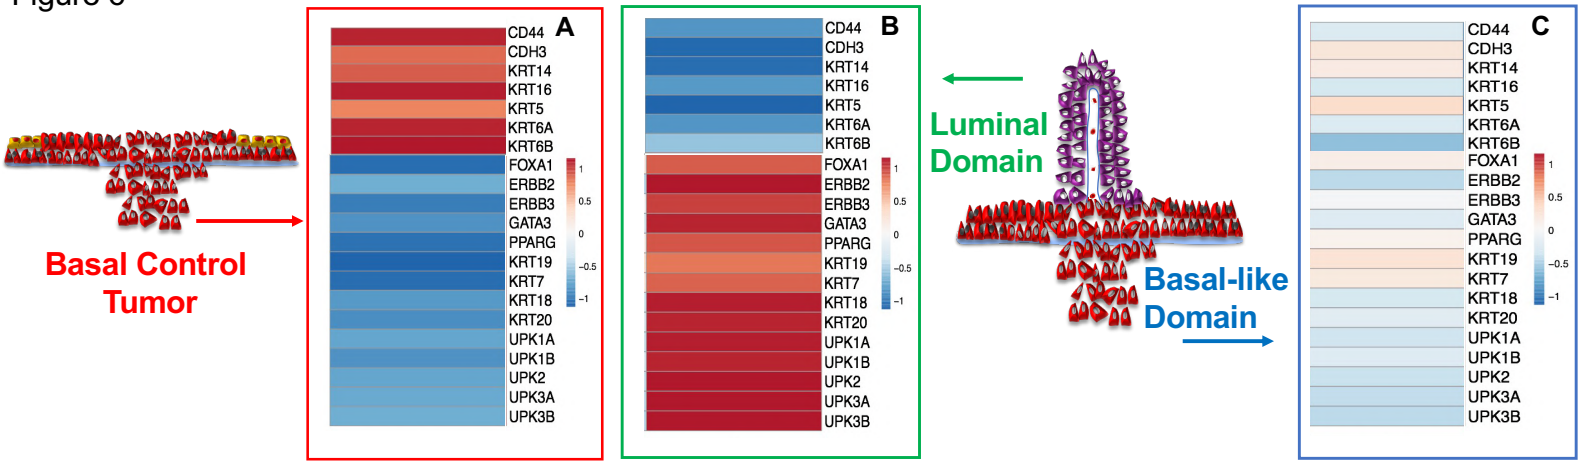 A
CD44
CDH3
KRT14
KRT16
KRT5
KRT6A
KRT6B
FOXA1
ERBB2
ERBB3
GATA3
PPARG
KRT19
KRT7
KRT18
KRT20
UPK1A
UPK1B
UPK2
UPK3A
UPK3B
1
0.5
0
−0.5
−1
Basal Control
Tumor
B
CD44
CDH3
KRT14
KRT16
KRT5
KRT6A
KRT6B
FOXA1
ERBB2
ERBB3
GATA3
PPARG
KRT19
KRT7
KRT18
KRT20
UPK1A
UPK1B
UPK2
UPK3A
UPK3B
1
0.5
0
−0.5
−1
Luminal
Domain
Basal-like
Domain
C
CD44
CDH3
KRT14
KRT16
KRT5
KRT6A
KRT6B
FOXA1
ERBB2
ERBB3
GATA3
PPARG
KRT19
KRT7
KRT18
KRT20
UPK1A
UPK1B
UPK2
UPK3A
UPK3B
1
0.5
0
−0.5
−1